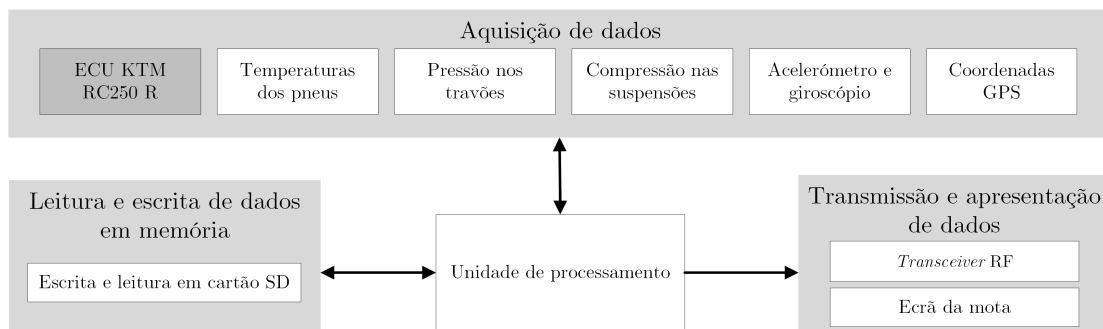 Aquisição de dados
ECU KTM
RC250 R
Temperaturas
dos pneus
Pressão nos
travões
Compressão nas
suspensões
Acelerómetro e
giroscópio
Coordenadas
GPS
Leitura e escrita de dados
em memória
Escrita e leitura em cartão SD
Unidade de processamento
Transmissão e apresentação
de dados
Transceiver RF
Ecrã da mota